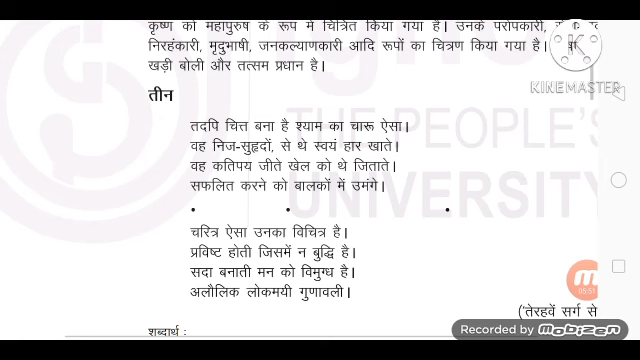 कृष्ण को महापुरुष के रूप में चित्रित किया गया है। उनके परोपकारी,
निरहंकारी, मृदुभाषी, जनकल्याणकारी आदि रूपों का चित्रण किया गया है।
खड़ी बोली और तत्सम प्रधान है।
K
KINEMASTER
तीन
तदपि चित्त बना है श्याम का चारू ऐसा।
वह निज-सुहृदों, से थे स्वयं हार खाते।
वह कतिपय जीते खेल को थे जिताते।
सफलित करने को बालकों में उमंगे।
THE PEOPLE'S
UNIVERSITY
• • •
चरित्र ऐसा उनका विचित्र है।
प्रविष्ट होती जिसमें न बुद्धि है।
सदा बनाती मन को विमुग्ध है।
अलौलिक लोकमयी गुणावली।
M
05:51
('तेरहवें सर्ग से
शब्दार्थ :
Recorded by mobizen